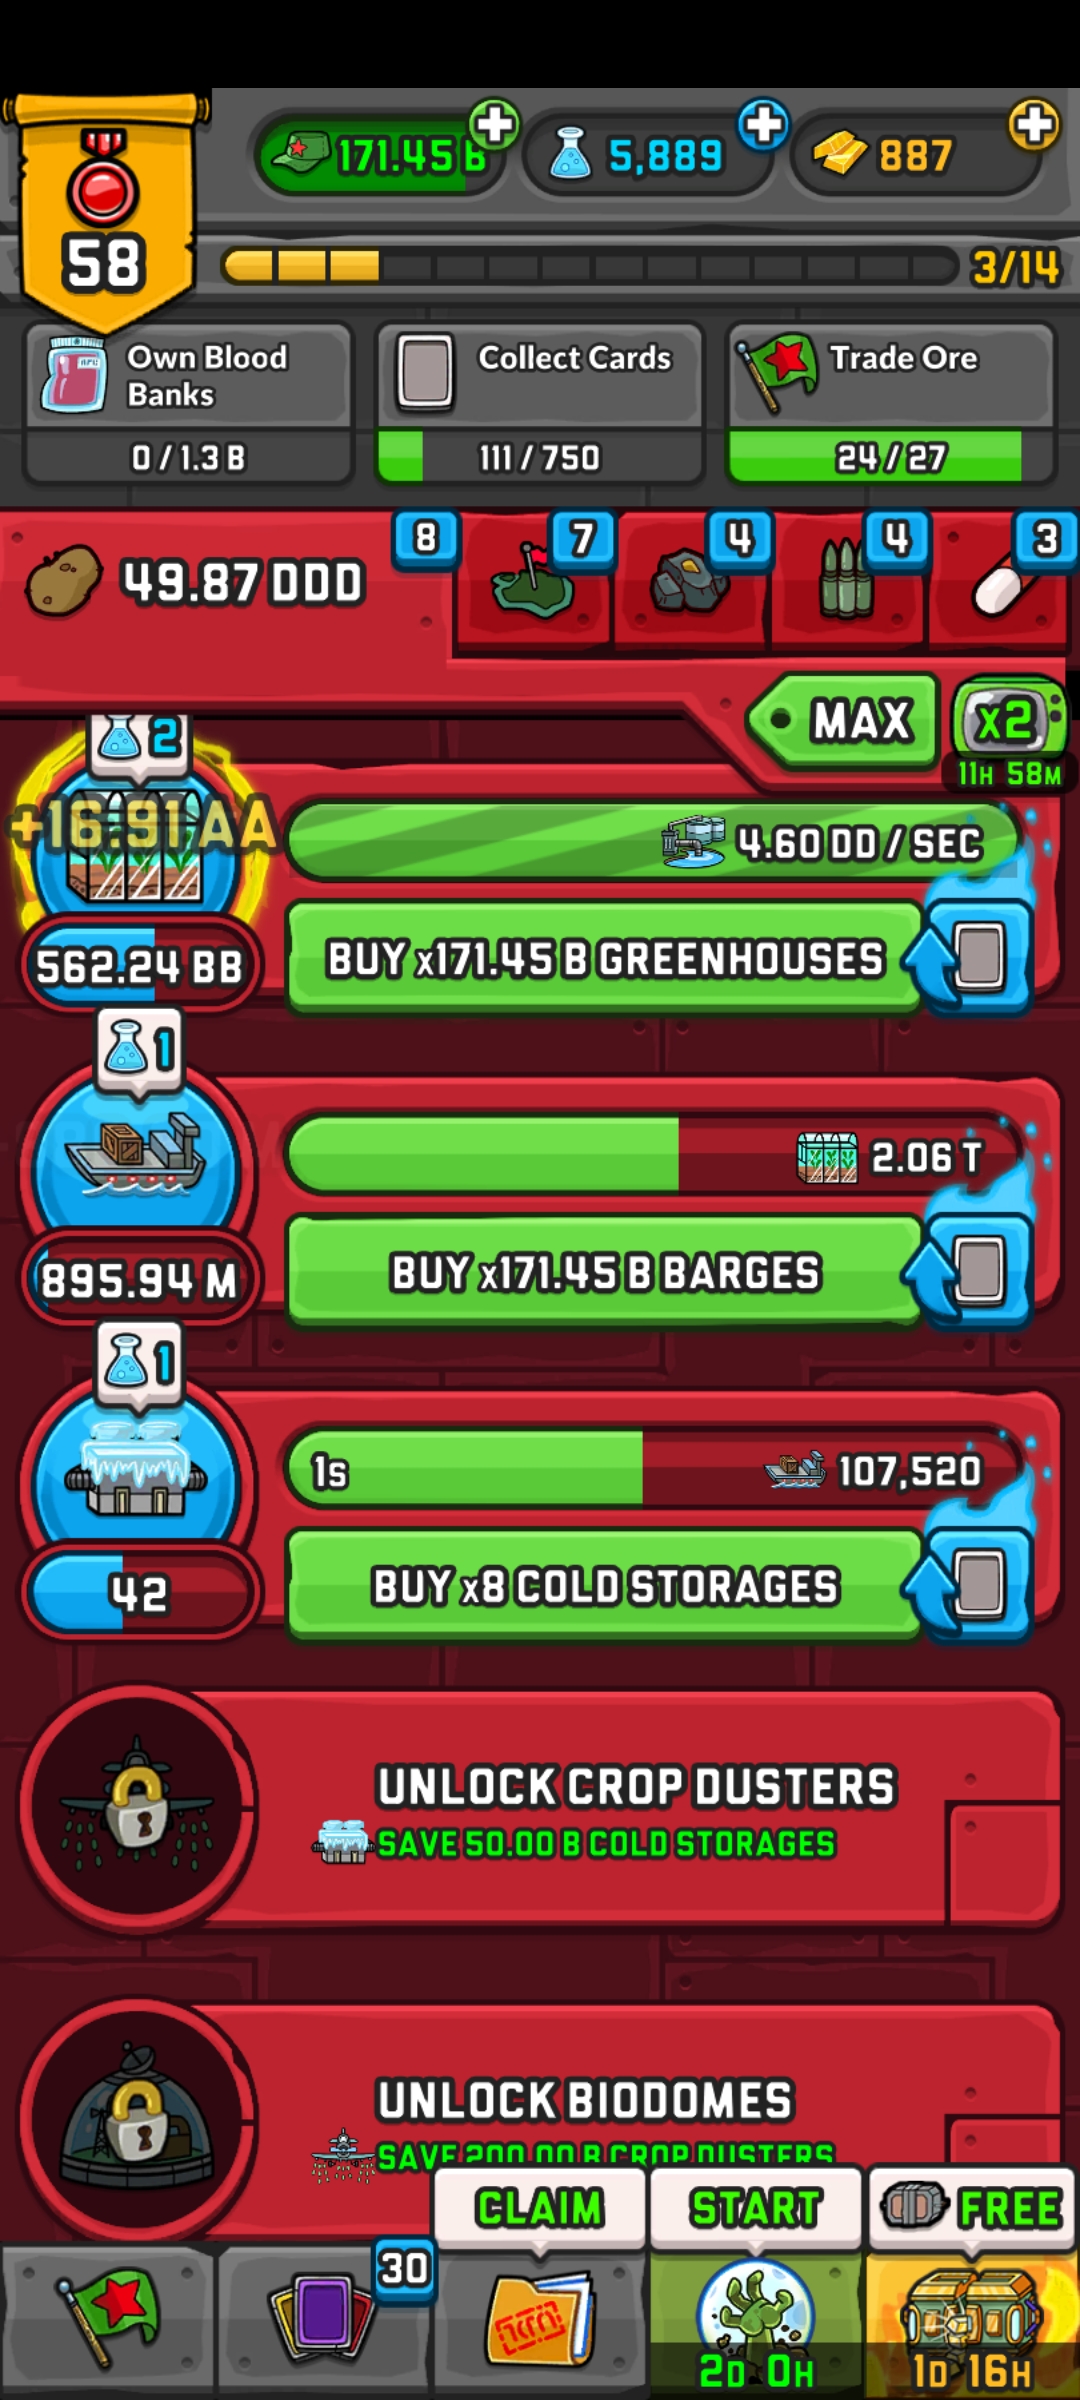 58
171.45 B
5,889
887
3/14
Own Blood Banks
0 / 1.3 B
Collect Cards
111 / 750
Trade Ore
24 / 27
49.87 DDD
8
7
4
4
3
MAX
x2
11H 58M
2
+16.91 AA
4.60 DD / SEC
562.24 BB
BUY x171.45 B GREENHOUSES
1
2.06 T
895.94 M
BUY x171.45 B BARGES
1
1s
107,520
42
BUY x8 COLD STORAGES
UNLOCK CROP DUSTERS
SAVE 50.00 B COLD STORAGES
UNLOCK BIODOMES
SAVE 200.00 B CROP DUSTERS
CLAIM
START
FREE
30
2D 0H
1D 16H